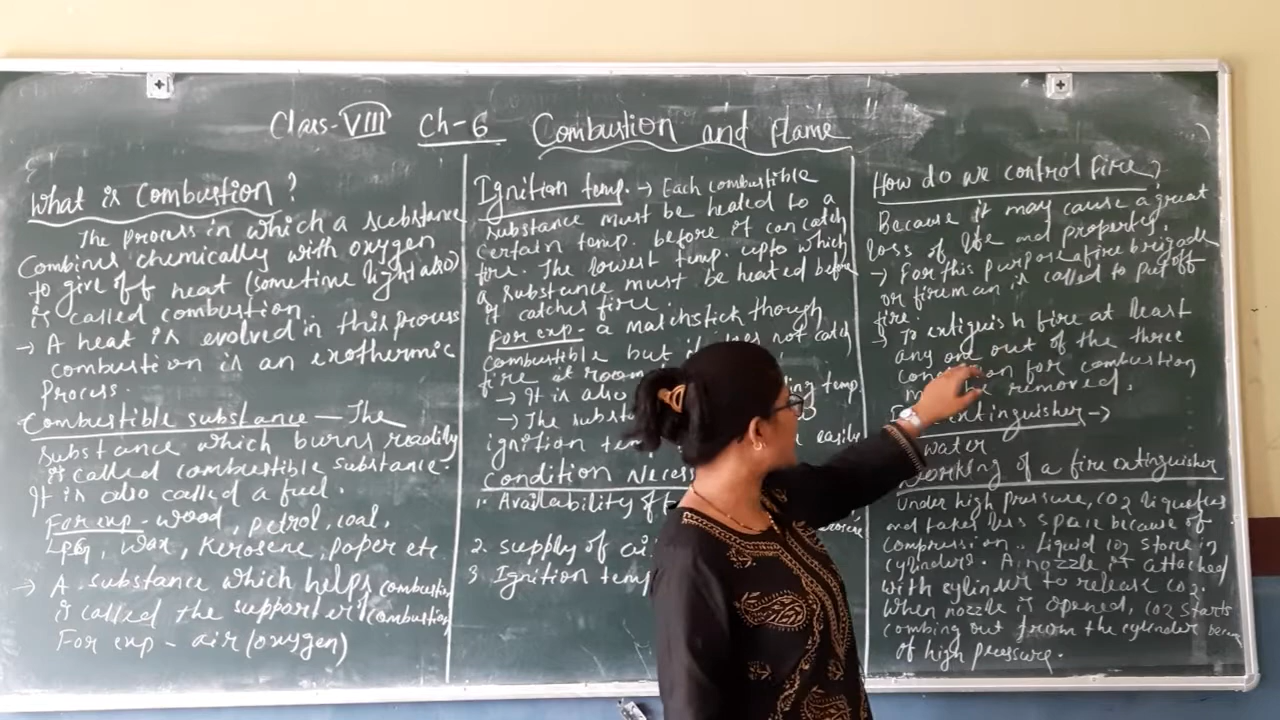 Class-VIII Ch-6 Combustion and Flame
What is Combustion?
The process in which a substance
Combines chemically with oxygen
to give off heat (sometime light also)
is called combustion.
→ A heat is evolved in this process
combustion is an exothermic
Process.
Combustible substance — The
substance which burns readily
is called combustible substance.
It is also called a fuel.
For exp - wood, petrol, coal,
LPG, wax, Kerosene, paper etc
→ A substance which helps combustion
is called the supporter of combustion
For exp - air (oxygen)
Ignition temp. → Each combustible
substance must be heated to a
certain temp. before it can catch
fire. The lowest temp. upto which
a substance must be heated before
it catches fire.
For exp - a matchstick though
Combustible but it does not catch
fire at room
→ It is also temp
→ The subst
ignition te easily
Condition Necess
1. Availability of f
2. Supply of ai
3 Ignition temp
How do we control fire?
Because it may cause a great
loss of life and property.
→ For this purpose a fire brigade
or fireman is called to put off
fire.
→ To extiguish fire at least
any one out of the three
for combustion
removed.
extinguisher →
water
Working of a fire extinguisher
Under high pressure, CO2 liquefies
and takes less space because of
compression. Liquid CO2 store in
cylinders. A nozzle is attached
with cylinder to release CO2.
When nozzle is opened, CO2 starts
combing out from the cylinder
of high pressure.